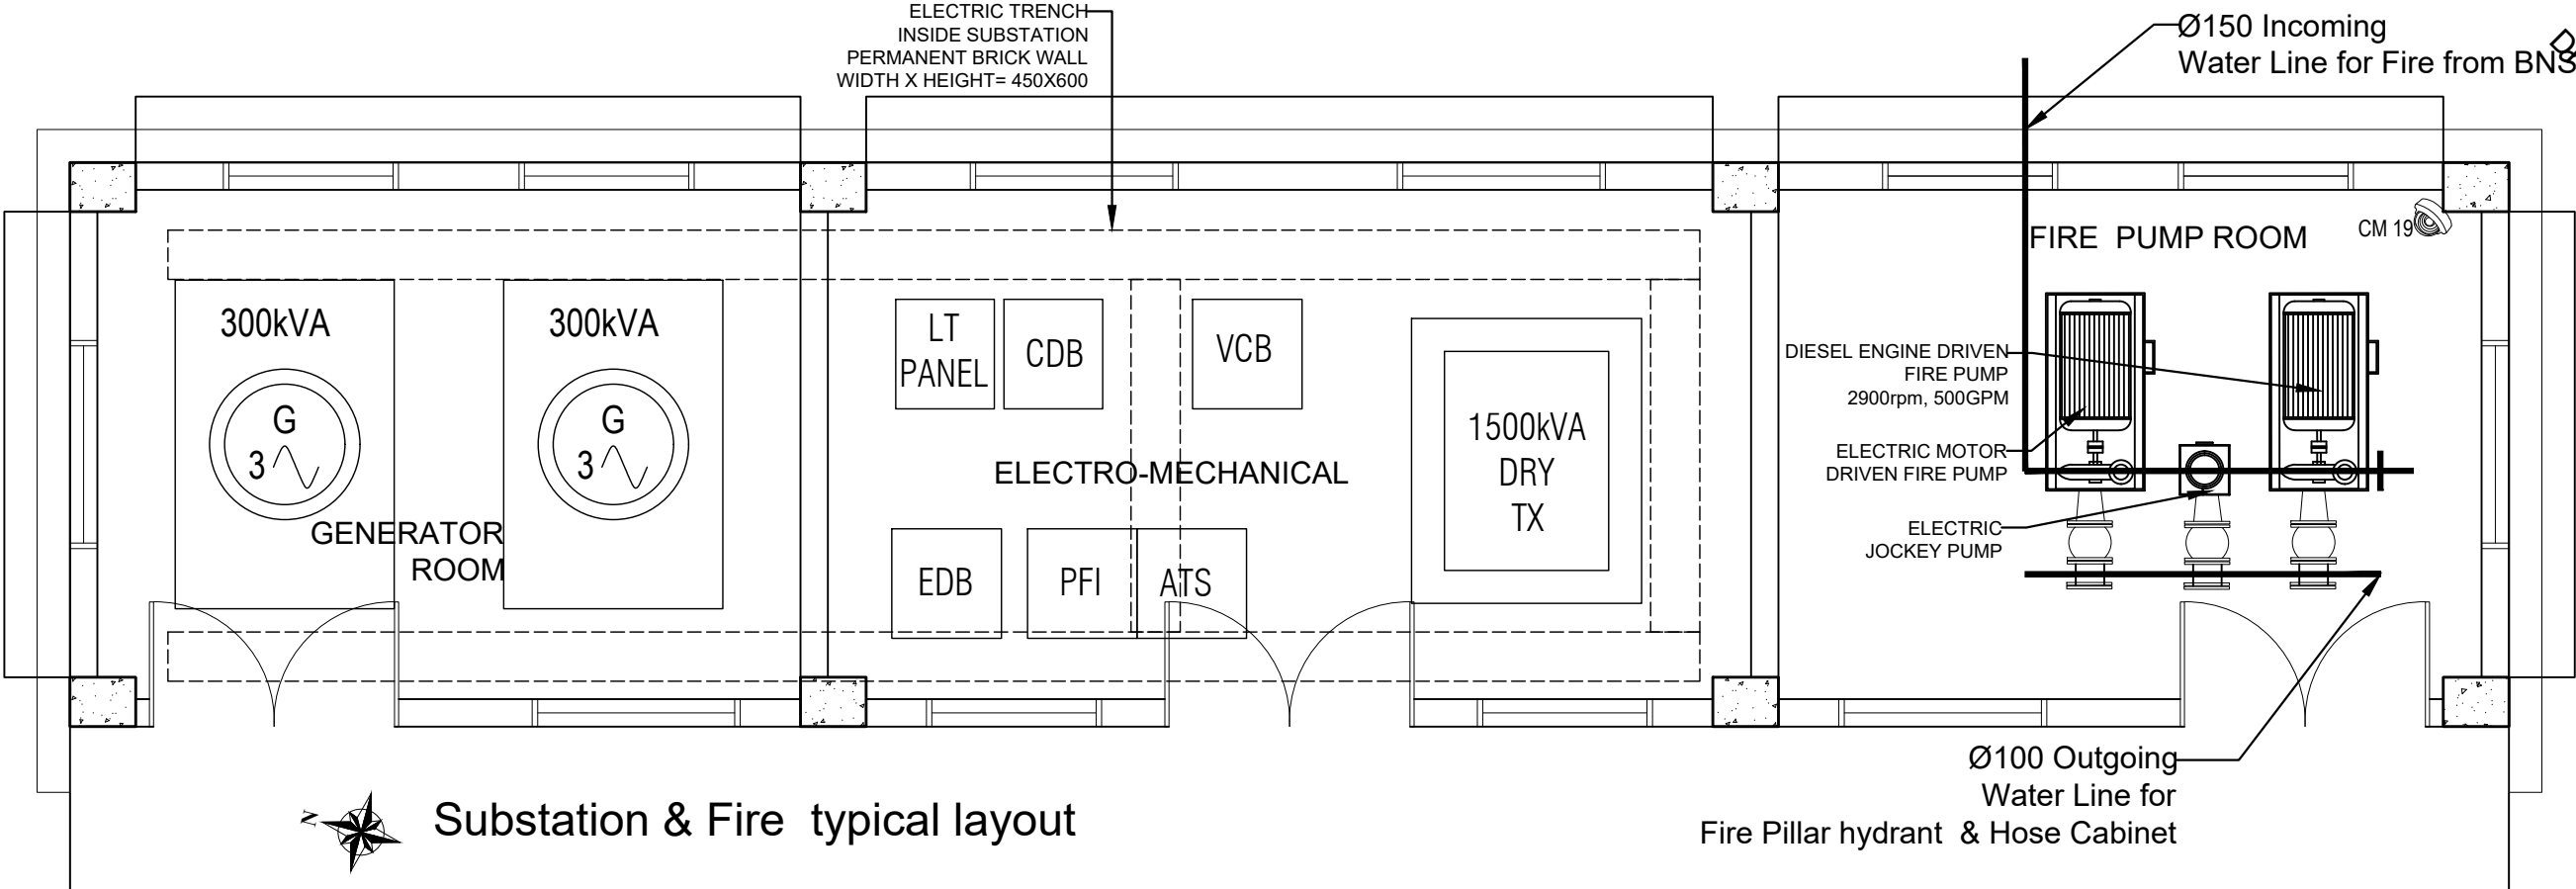 ELECTRIC TRENCH
INSIDE SUBSTATION
PERMANENT BRICK WALL
WIDTH X HEIGHT= 450X600
Ø150 Incoming
Water Line for Fire from BNS
300kVA
G
3
300kVA
G
3
GENERATOR
ROOM
LT
PANEL
CDB
VCB
ELECTRO-MECHANICAL
EDB
PFI
ATS
1500kVA
DRY
TX
FIRE PUMP ROOM
CM 19
DIESEL ENGINE DRIVEN
FIRE PUMP
2900rpm, 500GPM
ELECTRIC MOTOR
DRIVEN FIRE PUMP
ELECTRIC
JOCKEY PUMP
Ø100 Outgoing
Water Line for
Fire Pillar hydrant & Hose Cabinet
N
Substation & Fire typical layout